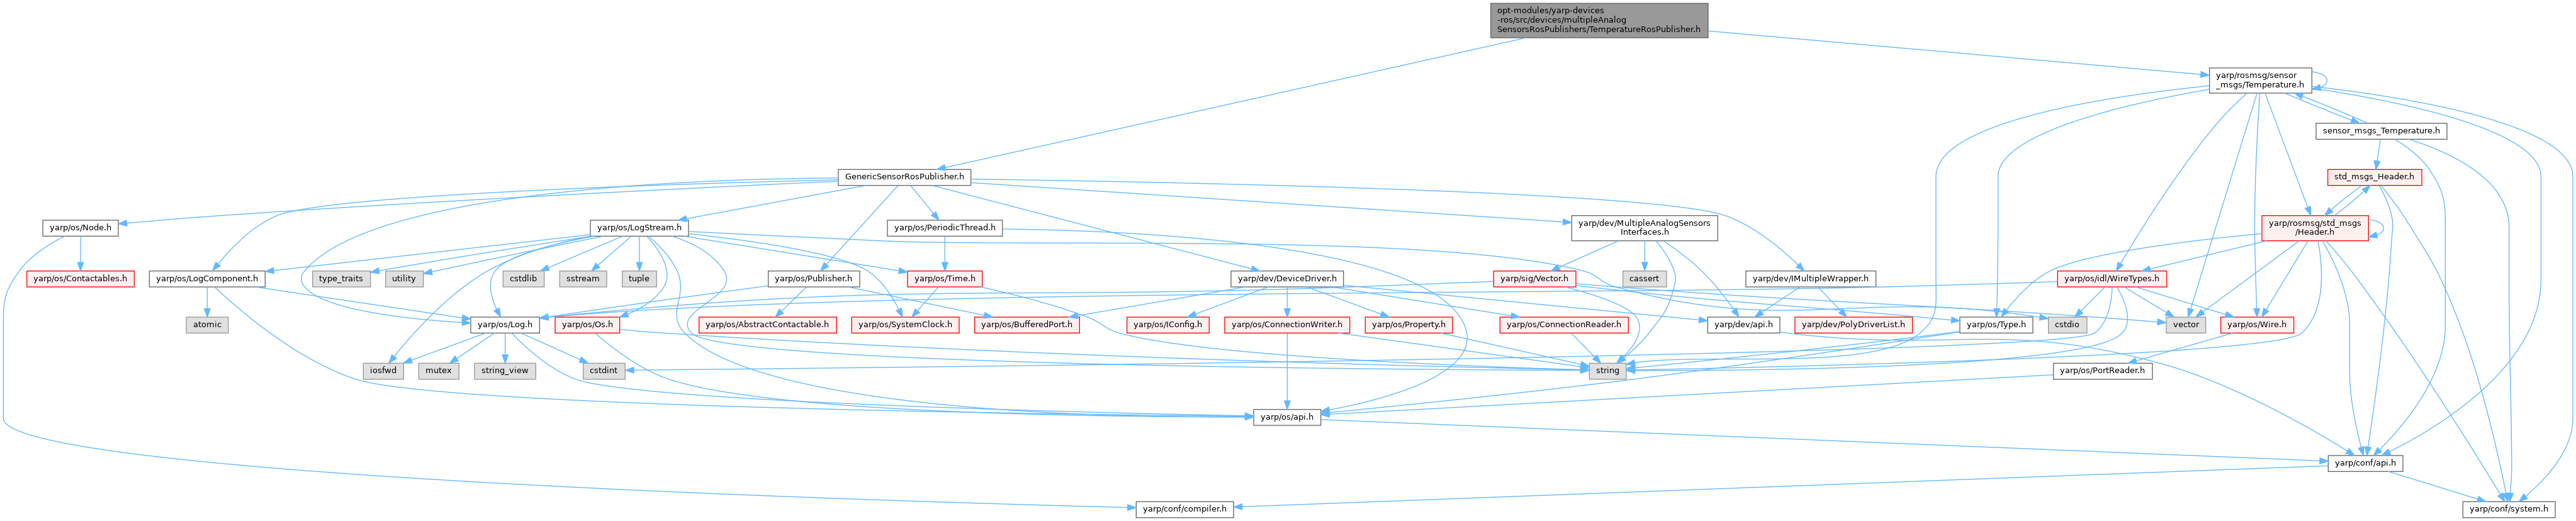 opt-modules/yarp-devices
-ros/src/devices/multipleAnalog
SensorsRosPublishers/TemperatureRosPublisher.h
yarp/rosmsg/sensor
_msgs/Temperature.h
sensor_msgs_Temperature.h
GenericSensorRosPublisher.h
std_msgs_Header.h
yarp/os/Node.h
yarp/os/LogStream.h
yarp/os/PeriodicThread.h
yarp/dev/MultipleAnalogSensors
Interfaces.h
yarp/rosmsg/std_msgs
/Header.h
yarp/os/Contactables.h
yarp/os/LogComponent.h
type_traits
utility
cstdlib
sstream
tuple
yarp/os/Publisher.h
yarp/os/Time.h
yarp/dev/DeviceDriver.h
yarp/sig/Vector.h
cassert
yarp/dev/IMultipleWrapper.h
yarp/os/idl/WireTypes.h
atomic
yarp/os/Log.h
yarp/os/Os.h
yarp/os/AbstractContactable.h
yarp/os/SystemClock.h
yarp/os/BufferedPort.h
yarp/os/IConfig.h
yarp/os/ConnectionWriter.h
yarp/os/Property.h
yarp/os/ConnectionReader.h
yarp/dev/api.h
yarp/dev/PolyDriverList.h
yarp/os/Type.h
cstdio
vector
yarp/os/Wire.h
iosfwd
mutex
string_view
cstdint
string
yarp/os/PortReader.h
yarp/os/api.h
yarp/conf/api.h
yarp/conf/compiler.h
yarp/conf/system.h